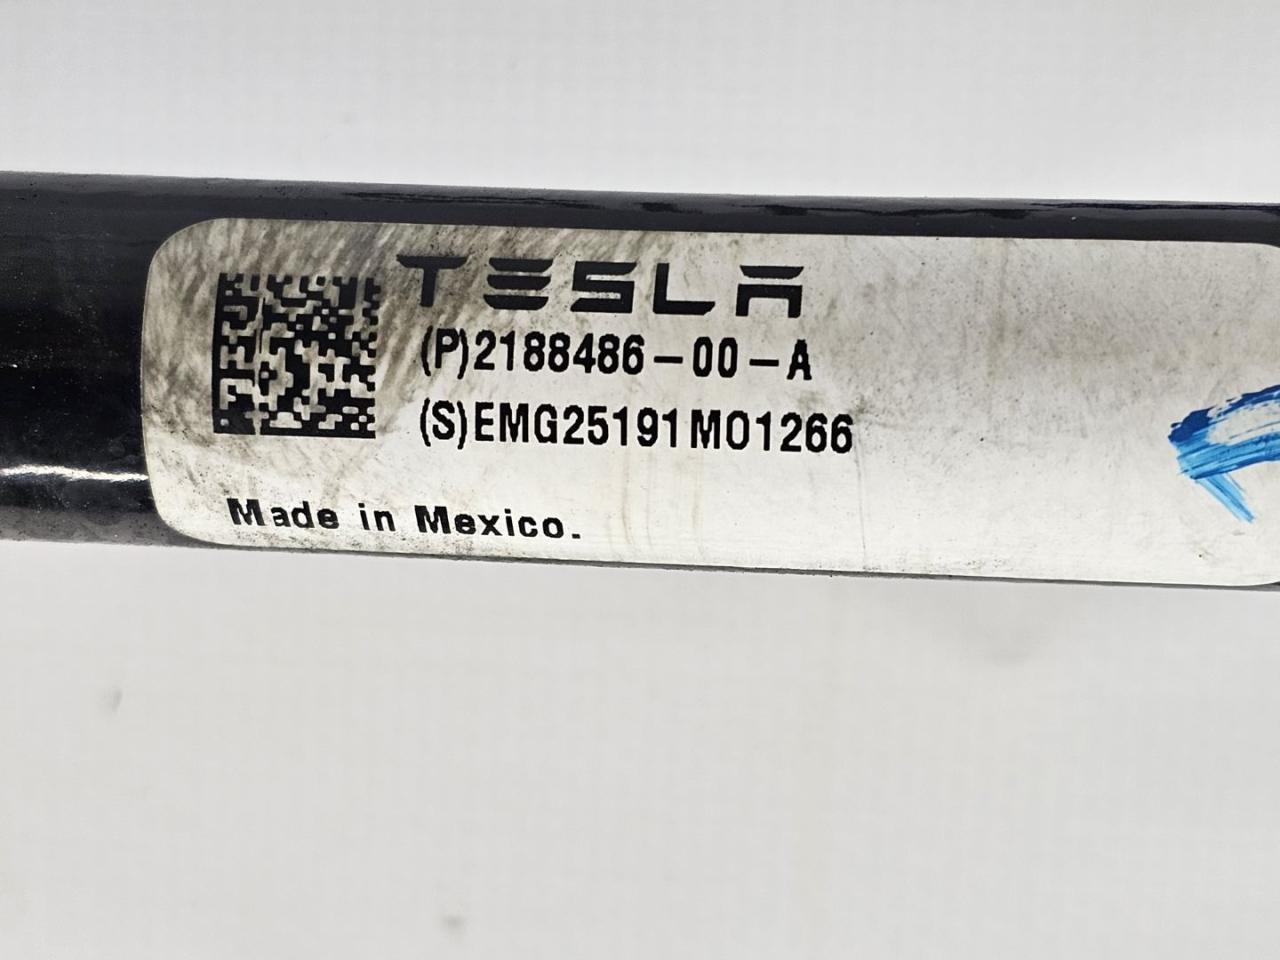 TESLA
(P)2188486-00-A
(S)EMG25191M01266
Made in Mexico.